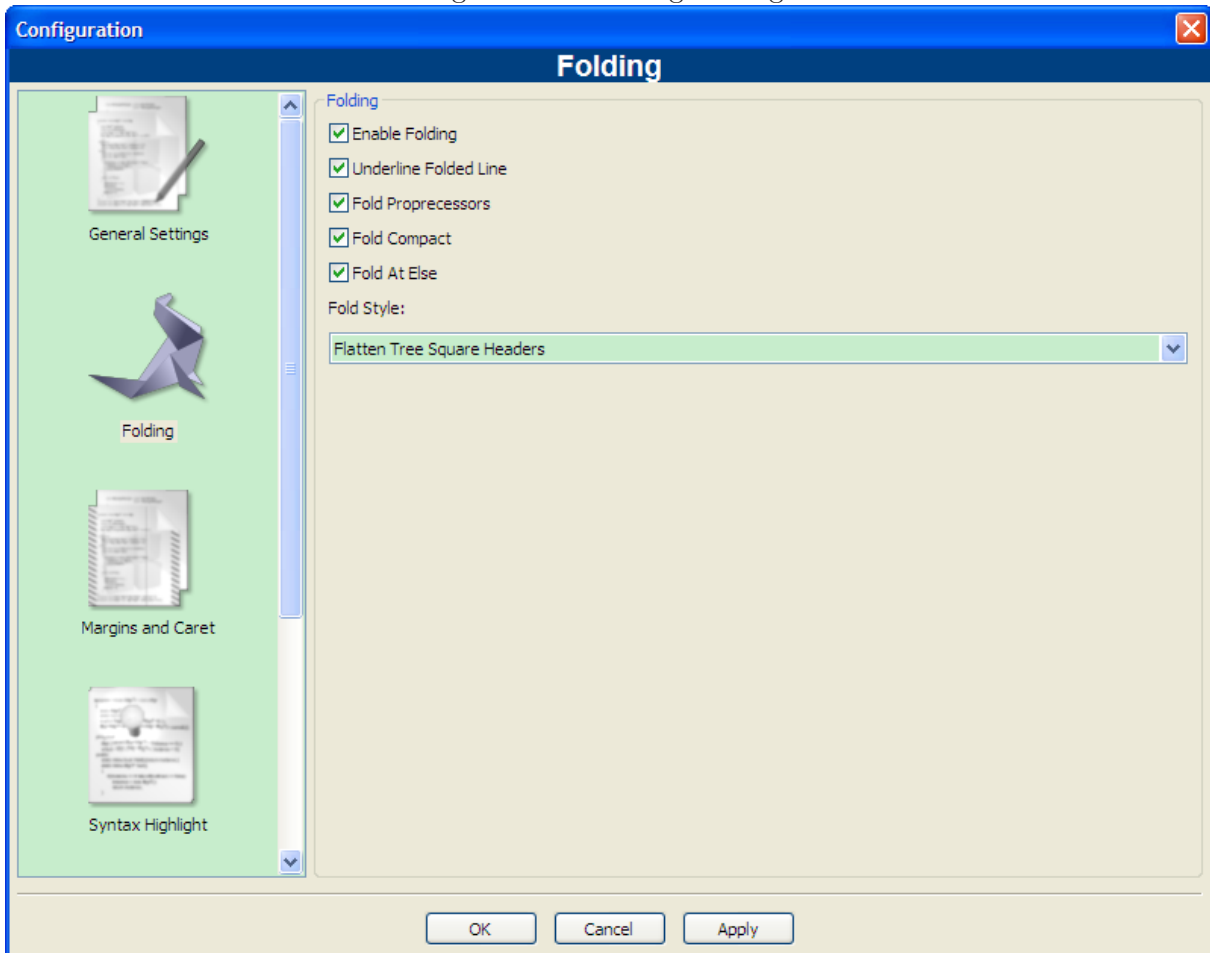 Configuration
Folding
General Settings
Folding
Margins and Caret
Syntax Highlight
Folding
Enable Folding
Underline Folded Line
Fold Proprecessors
Fold Compact
Fold At Else
Fold Style:
Flatten Tree Square Headers
OK
Cancel
Apply